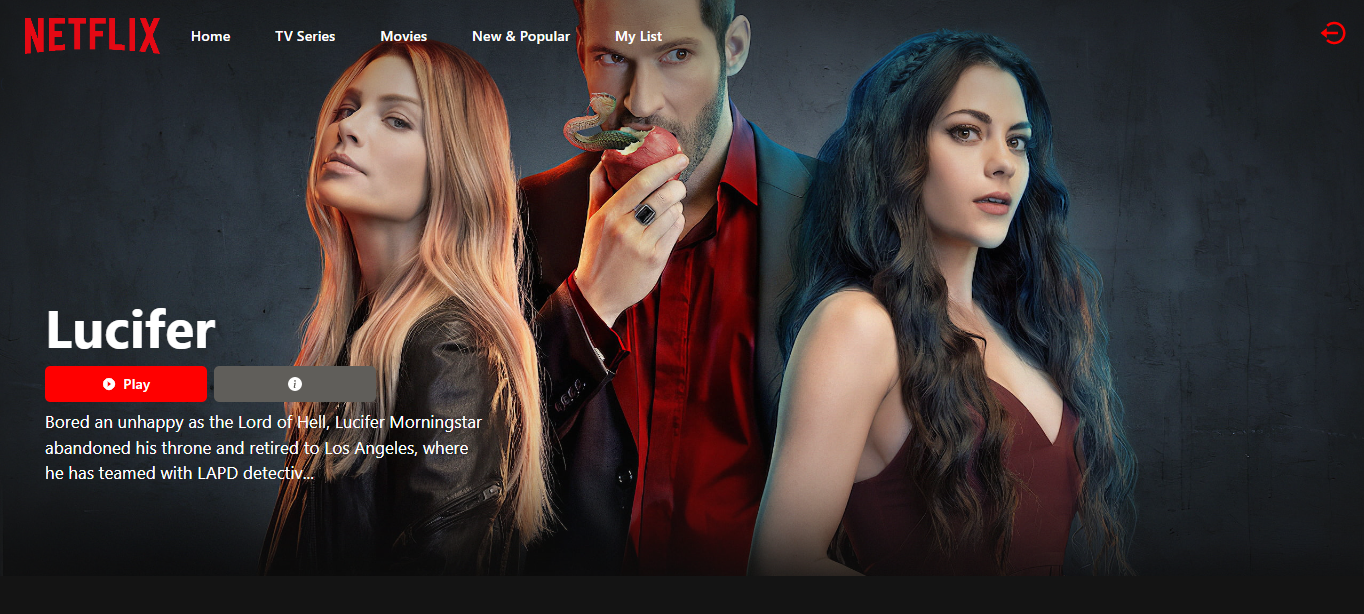 NETFLIX
Home
TV Series
Movies
New & Popular
My List
Lucifer
Play
Bored an unhappy as the Lord of Hell, Lucifer Morningstar
abandoned his throne and retired to Los Angeles, where
he has teamed with LAPD detectiv...